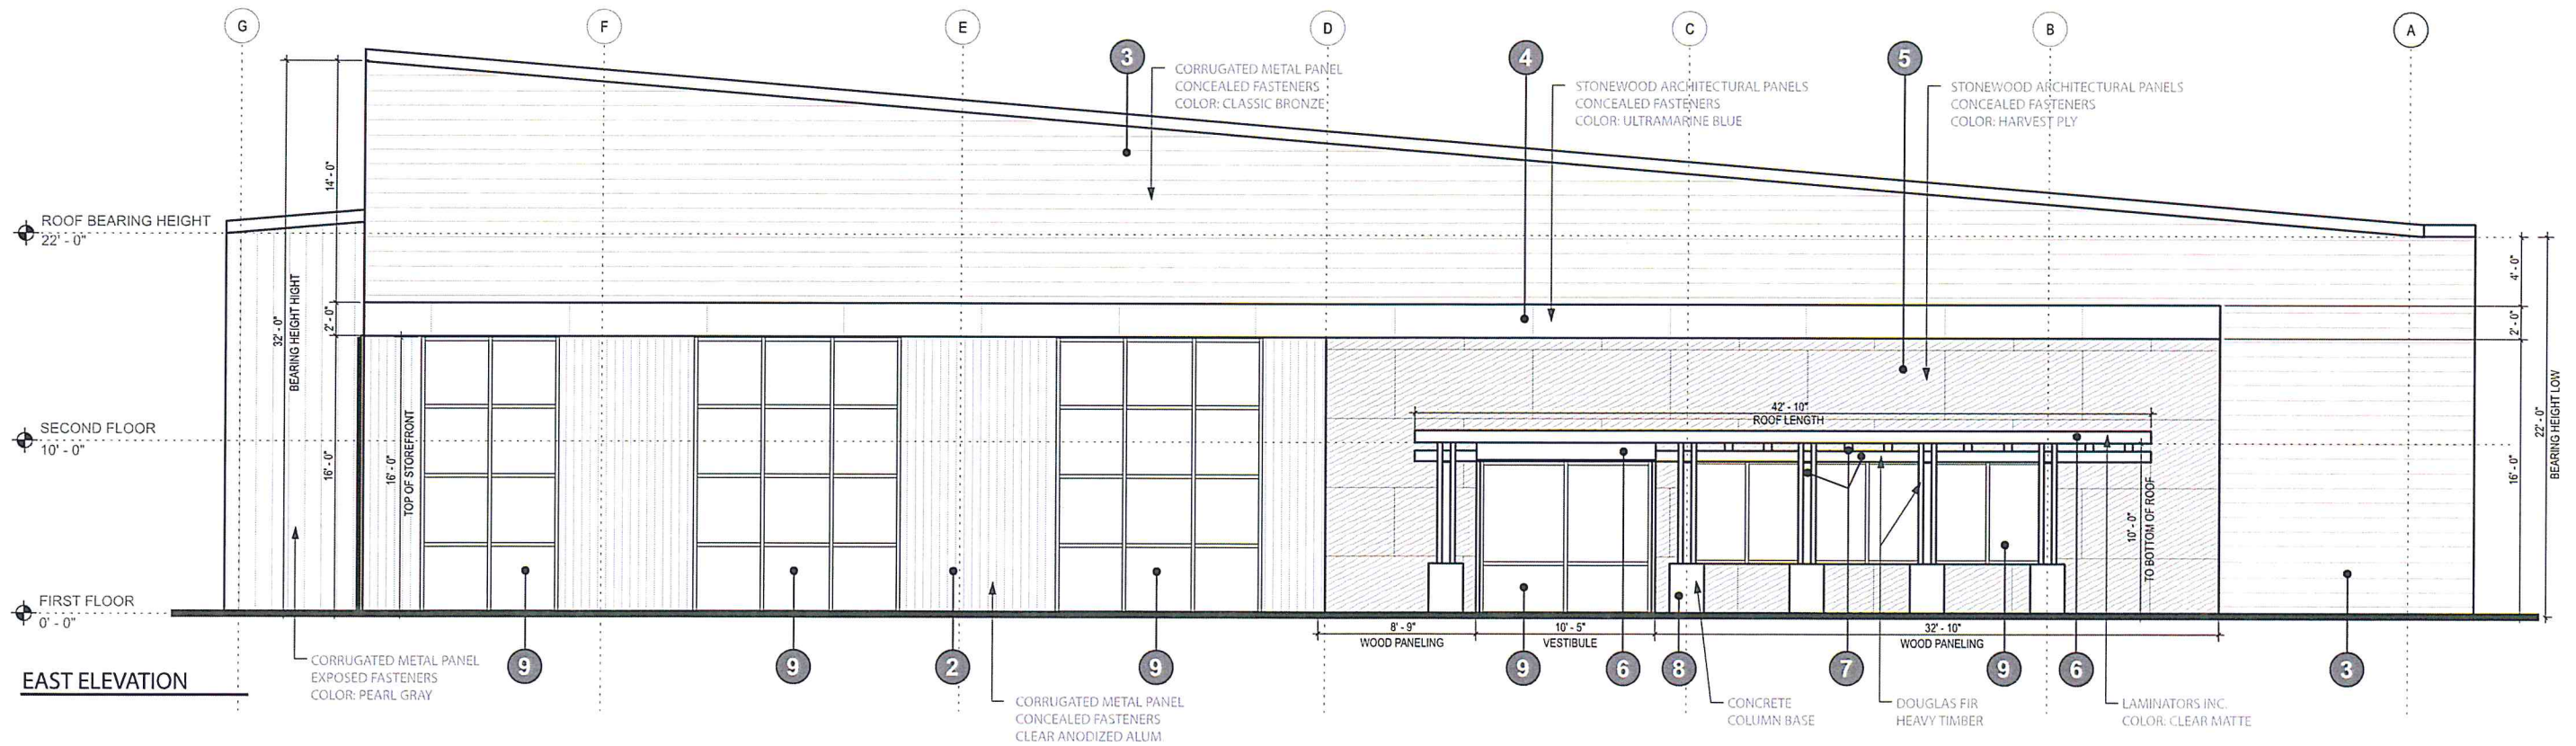 G
F
E
D
C
B
A
3
4
5
CORRUGATED METAL PANEL
CONCEALED FASTENERS
COLOR: CLASSIC BRONZE
STONEWOOD ARCHITECTURAL PANELS
CONCEALED FASTENERS
COLOR: ULTRAMARINE BLUE
STONEWOOD ARCHITECTURAL PANELS
CONCEALED FASTENERS
COLOR: HARVEST PLY
ROOF BEARING HEIGHT
22' - 0"
SECOND FLOOR
10' - 0"
FIRST FLOOR
0' - 0"
32' - 0"
BEARING HEIGHT HIGHT
14' - 0"
2' - 0"
16' - 0"
16' - 0"
TOP OF STOREFRONT
42' - 10"
ROOF LENGTH
10' - 0"
TO BOTTOM OF ROOF
4' - 0"
2' - 0"
16' - 0"
22' - 0"
BEARING HEIGHT LOW
8' - 9"
WOOD PANELING
10' - 5"
VESTIBULE
32' - 10"
WOOD PANELING
9
9
2
9
9
6
8
7
9
6
3
EAST ELEVATION
CORRUGATED METAL PANEL
EXPOSED FASTENERS
COLOR: PEARL GRAY
CORRUGATED METAL PANEL
CONCEALED FASTENERS
CLEAR ANODIZED ALUM
CONCRETE
COLUMN BASE
DOUGLAS FIR
HEAVY TIMBER
LAMINATORS INC.
COLOR: CLEAR MATTE